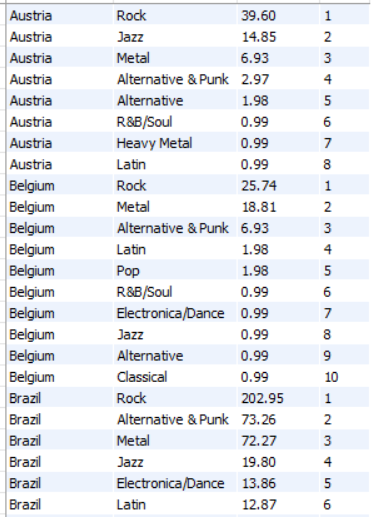 Austria Rock 39.60 1
Austria Jazz 14.85 2
Austria Metal 6.93 3
Austria Alternative & Punk 2.97 4
Austria Alternative 1.98 5
Austria R&B/Soul 0.99 6
Austria Heavy Metal 0.99 7
Austria Latin 0.99 8
Belgium Rock 25.74 1
Belgium Metal 18.81 2
Belgium Alternative & Punk 6.93 3
Belgium Latin 1.98 4
Belgium Pop 1.98 5
Belgium R&B/Soul 0.99 6
Belgium Electronica/Dance 0.99 7
Belgium Jazz 0.99 8
Belgium Alternative 0.99 9
Belgium Classical 0.99 10
Brazil Rock 202.95 1
Brazil Alternative & Punk 73.26 2
Brazil Metal 72.27 3
Brazil Jazz 19.80 4
Brazil Electronica/Dance 13.86 5
Brazil Latin 12.87 6